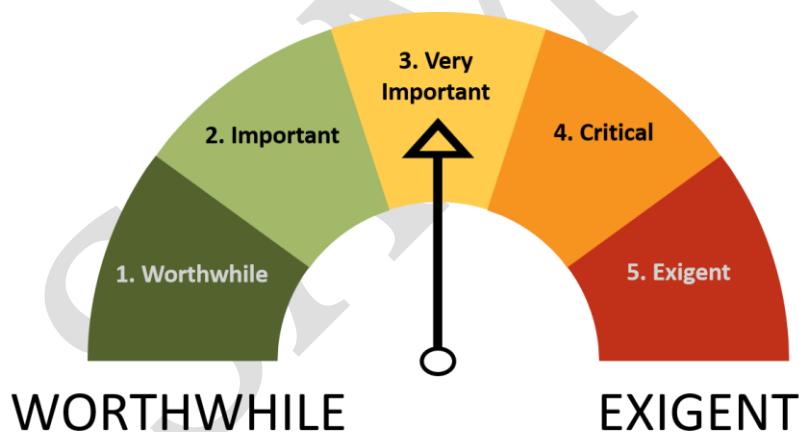 3. Very
Important
2. Important
4. Critical
1. Worthwhile
5. Exigent
WORTHWHILE
EXIGENT